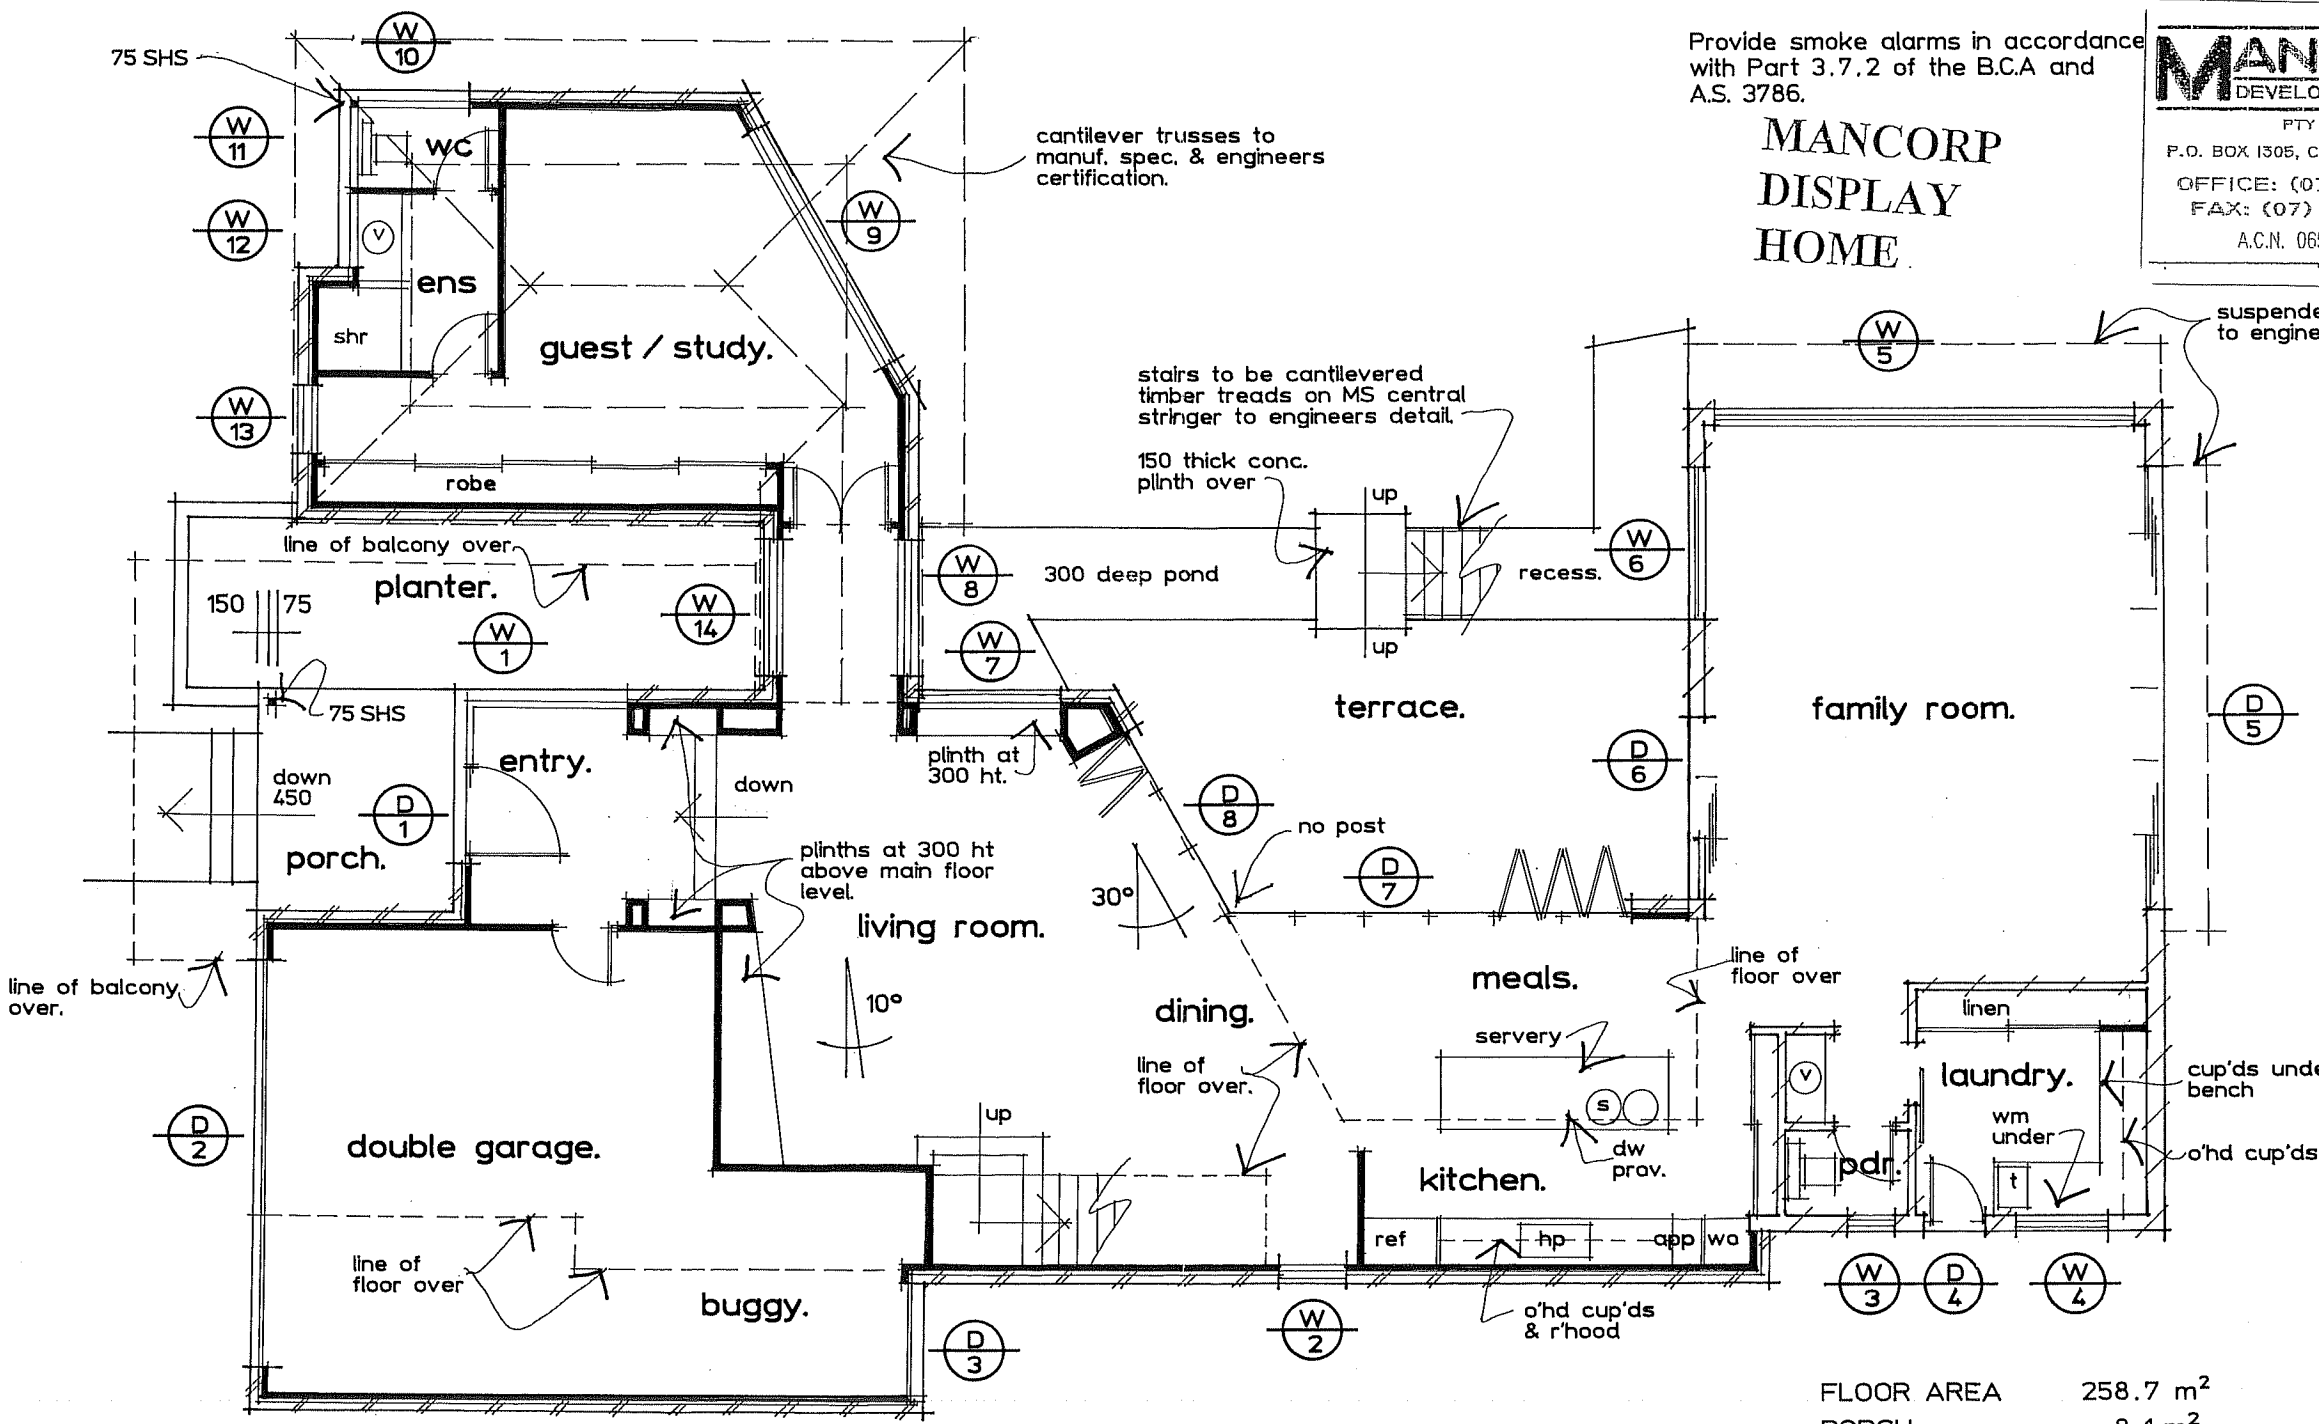 Provide smoke alarms in accordance
with Part 3.7.2 of the B.C.A and
A.S. 3786.
MANCORP
DISPLAY
HOME
DEVELO
PTY
P.O. BOX 1305, C
OFFICE: (07
FAX: (07)
A.C.N. 06
75 SHS
W
10
W
11
W
12
W
13
wc
V
ens
shr
guest / study.
robe
cantilever trusses to
manuf. spec. & engineers
certification.
W
9
W
5
suspende
to engine
stairs to be cantilevered
timber treads on MS central
stringer to engineers detail.
150 thick conc.
plinth over
up
line of balcony over
planter.
150
75
W
1
W
14
W
8
300 deep pond
recess.
W
6
W
7
up
75 SHS
entry.
terrace.
family room.
D
5
plinth at
300 ht.
D
6
down
450
down
D
1
D
8
no post
porch.
plinths at 300 ht
above main floor
level.
D
7
30°
living room.
line of
floor over
line of balcony
over.
meals.
10°
dining.
linen
servery
line of
floor over.
V
laundry.
cup'ds unde
bench
s
up
wm
under
D
2
double garage.
dw
prov.
o'hd cup'ds
pdr.
kitchen.
t
ref
hp
app
wo
line of
floor over
buggy.
o'hd cup'ds
& r'hood
W
3
D
4
W
4
D
3
W
2
FLOOR AREA 258.7 m²